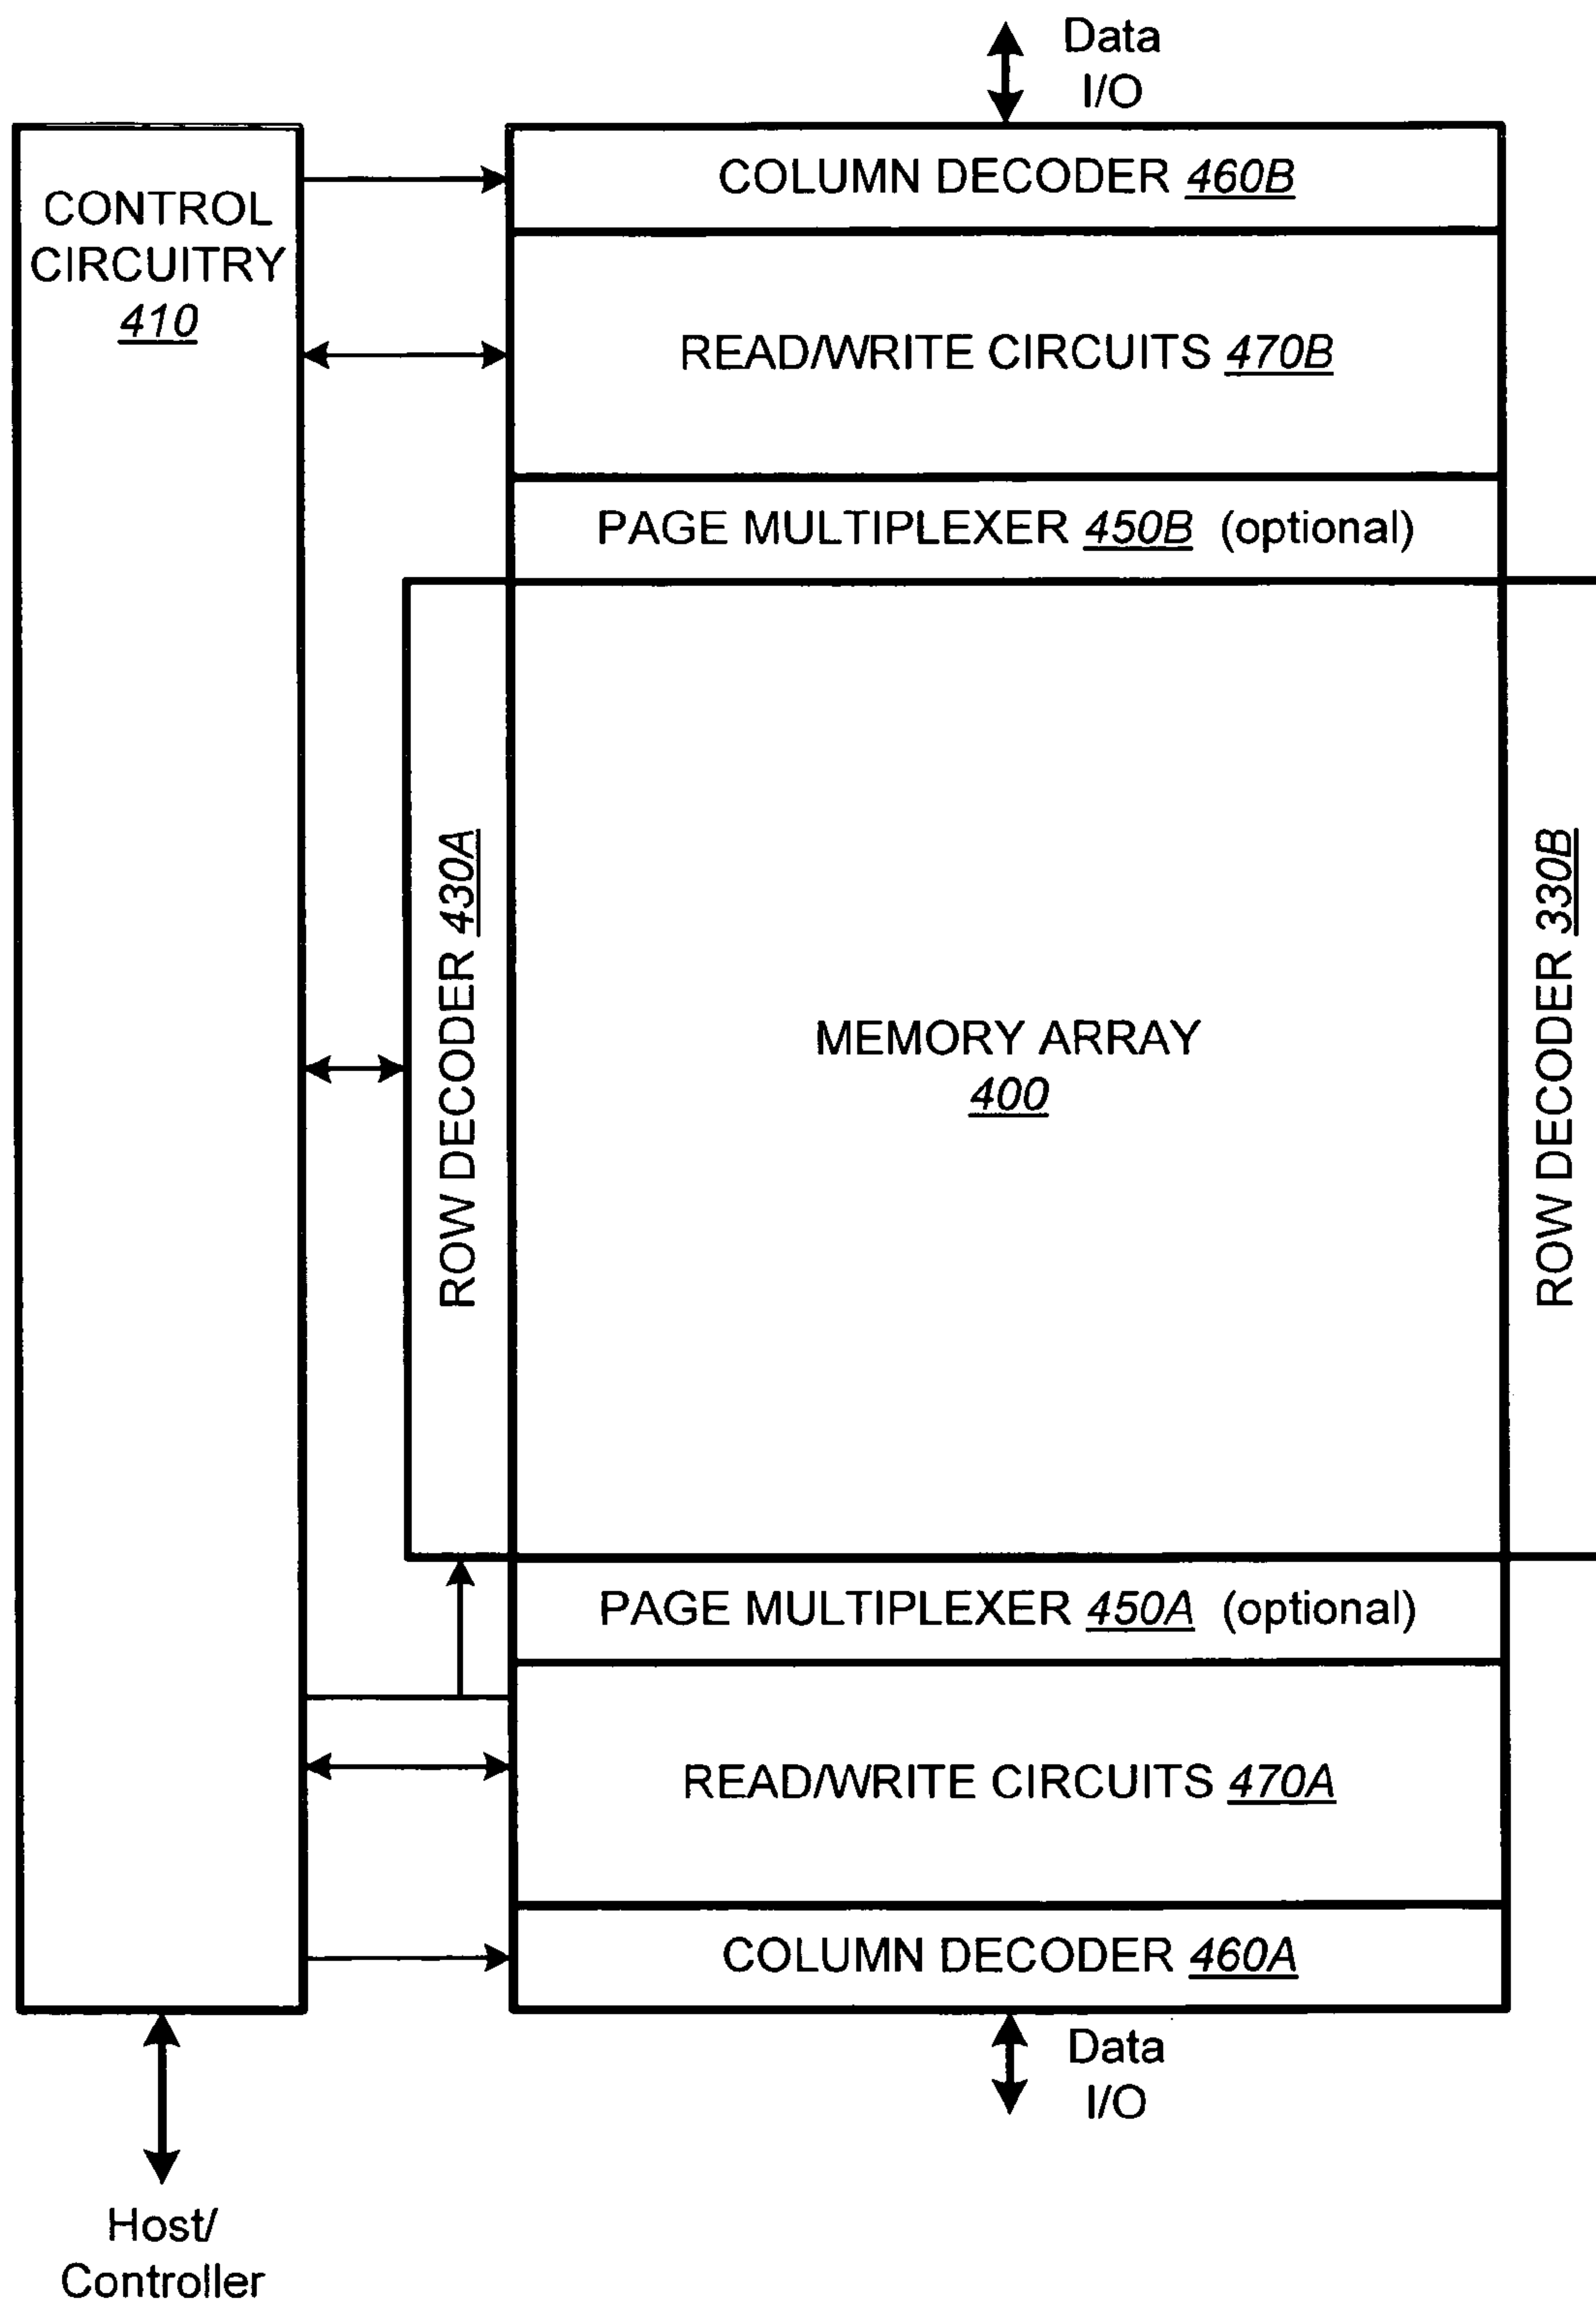 Data
I/O
COLUMN DECODER 460B
CONTROL
CIRCUITRY
410
READ/WRITE CIRCUITS 470B
PAGE MULTIPLEXER 450B (optional)
ROW DECODER 430A
MEMORY ARRAY
400
ROW DECODER 330B
PAGE MULTIPLEXER 450A (optional)
READ/WRITE CIRCUITS 470A
COLUMN DECODER 460A
Data
I/O
Host/
Controller